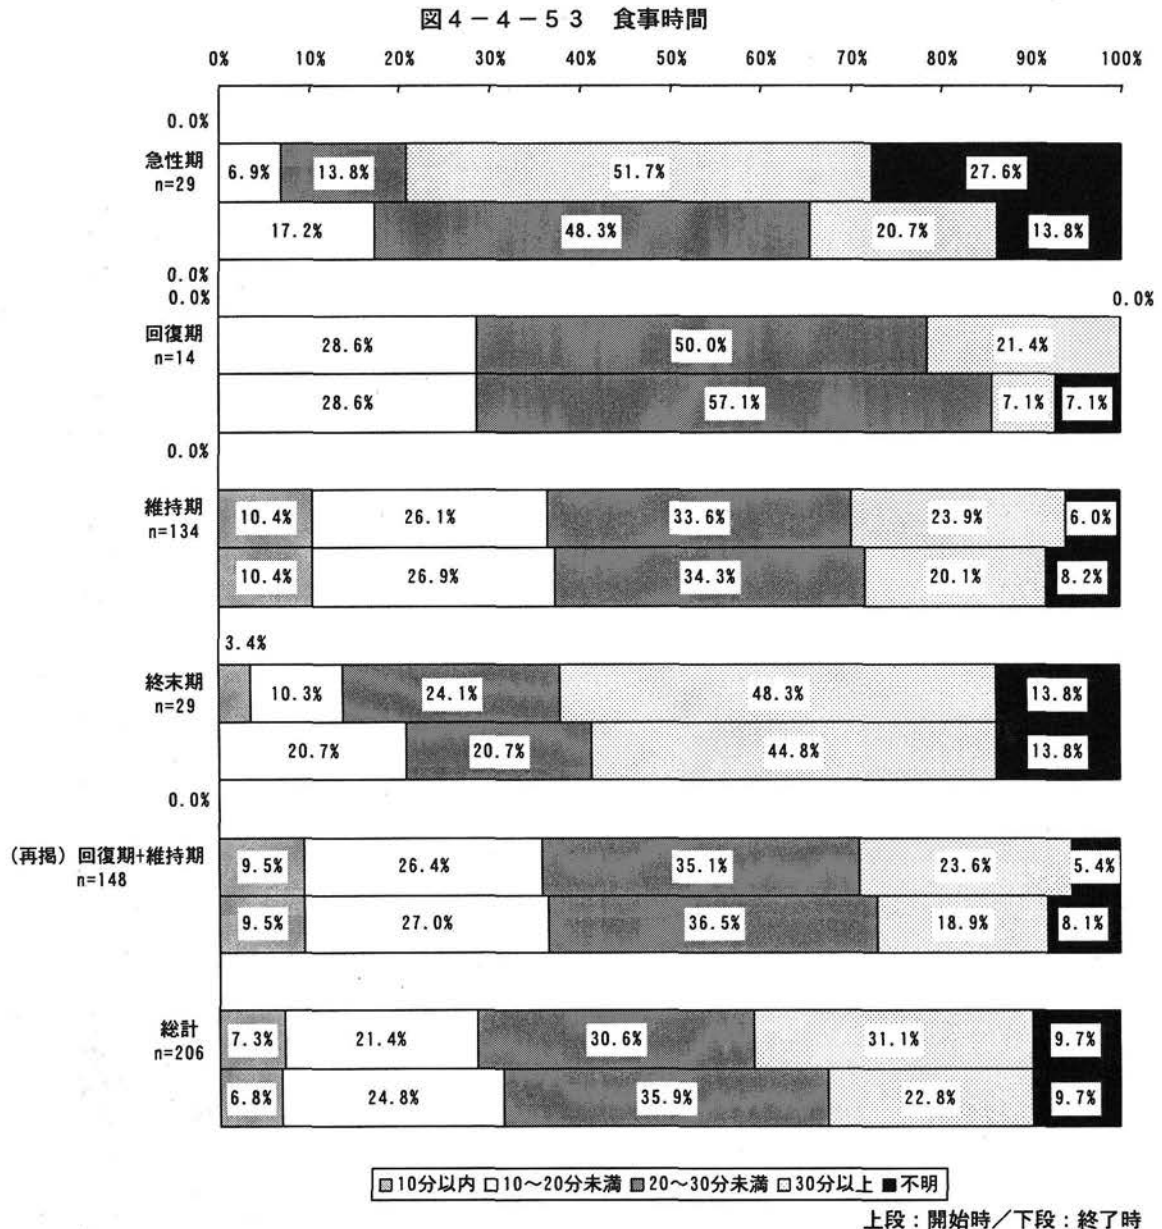 図4-4-53 食事時間
0% 10% 20% 30% 40% 50% 60% 70% 80% 90% 100%
0.0%
急性期
n=29
6.9% 13.8% 51.7% 27.6%
17.2% 48.3% 20.7% 13.8%
0.0%
0.0% 0.0%
回復期
n=14
28.6% 50.0% 21.4%
28.6% 57.1% 7.1% 7.1%
0.0%
維持期
n=134
10.4% 26.1% 33.6% 23.9% 6.0%
10.4% 26.9% 34.3% 20.1% 8.2%
3.4%
終末期
n=29
10.3% 24.1% 48.3% 13.8%
20.7% 20.7% 44.8% 13.8%
0.0%
(再掲)回復期+維持期
n=148
9.5% 26.4% 35.1% 23.6% 5.4%
9.5% 27.0% 36.5% 18.9% 8.1%
総計
n=206
7.3% 21.4% 30.6% 31.1% 9.7%
6.8% 24.8% 35.9% 22.8% 9.7%
10分以内 10~20分未満 20~30分未満 30分以上 不明
上段:開始時/下段:終了時